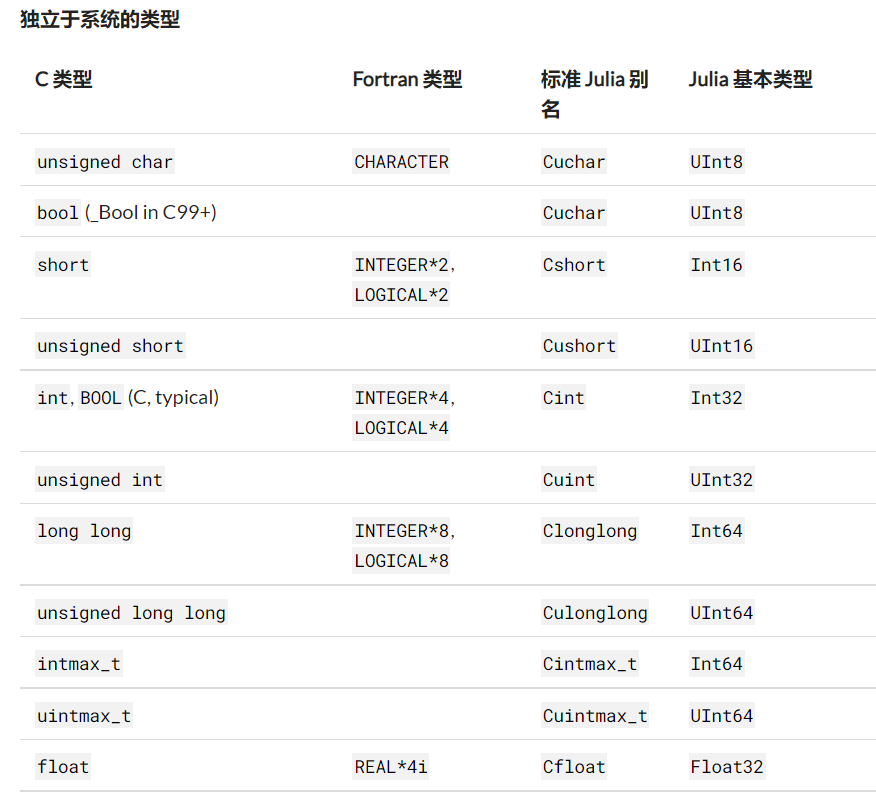 独立于系统的类型
C 类型 Fortran 类型 标准 Julia 别 Julia 基本类型
名
unsigned char CHARACTER Cuchar UInt8
bool (_Bool in C99+) Cuchar UInt8
short INTEGER*2, Cshort Int16
LOGICAL*2
unsigned short Cushort UInt16
int, BOOL (C, typical) INTEGER*4, Cint Int32
LOGICAL*4
unsigned int Cuint UInt32
long long INTEGER*8, Clonglong Int64
LOGICAL*8
unsigned long long Culonglong UInt64
intmax_t Cintmax_t Int64
uintmax_t Cuintmax_t UInt64
float REAL*4i Cfloat Float32